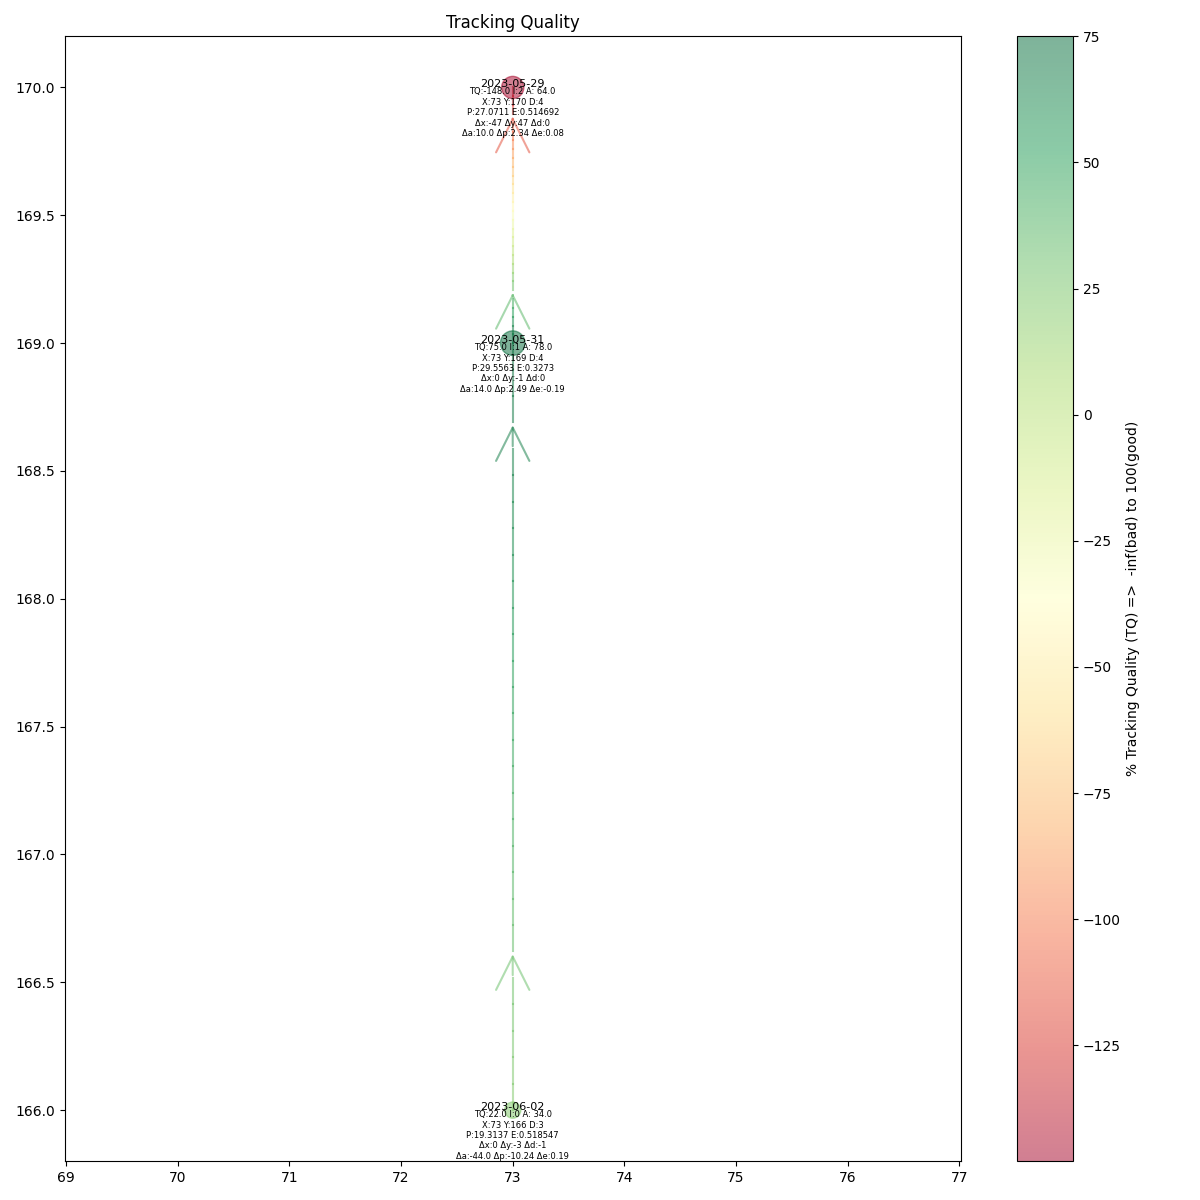 Tracking Quality
170.0
169.5
169.0
168.5
168.0
167.5
167.0
166.5
166.0
69 70 71 72 73 74 75 76 77
2023-05-29
TQ:-148.0 I:2 A: 64.0
X:73 Y:170 D:4
P:27.0711 E:0.514692
Δx:-47 Δy:47 Δd:0
Δa:10.0 Δp:2.34 Δe:0.08
2023-05-31
TQ:75.0 I:1 A: 78.0
X:73 Y:169 D:4
P:29.5563 E:0.3273
Δx:0 Δy:-1 Δd:0
Δa:14.0 Δp:2.49 Δe:-0.19
2023-06-02
TQ:22.0 I:0 A: 34.0
X:73 Y:166 D:3
P:19.3137 E:0.518547
Δx:0 Δy:-3 Δd:-1
Δa:-44.0 Δp:-10.24 Δe:0.19
75
50
25
0
−25
−50
−75
−100
−125
% Tracking Quality (TQ) =>  -inf(bad) to 100(good)